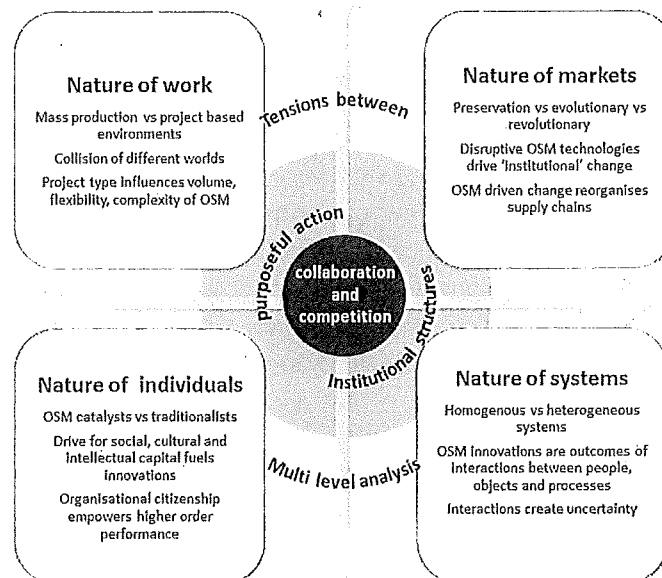 Nature of work
Mass production vs project based
environments
Collision of different worlds
Project type influences volume,
flexibility, complexity of OSM
Tensions between
Nature of markets
Preservation vs evolutionary vs
revolutionary
Disruptive OSM technologies
drive 'institutional' change
OSM driven change reorganises
supply chains
purposeful action
collaboration
and
competition
Institutional structures
Nature of individuals
OSM catalysts vs traditionalists
Drive for social, cultural and
intellectual capital fuels
innovations
Organisational citizenship
empowers higher order
performance
Multi level analysis
Nature of systems
Homogenous vs heterogeneous
systems
OSM innovations are outcomes of
interactions between people,
objects and processes
Interactions create uncertainty